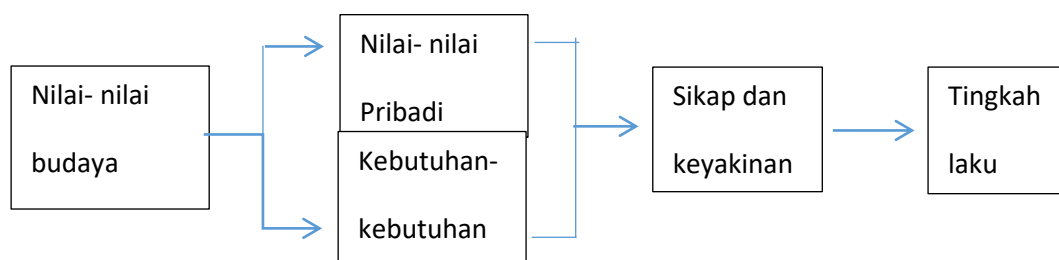 Nilai- nilai
budaya
Nilai- nilai
Pribadi
Kebutuhan-
kebutuhan
Sikap dan
keyakinan
Tingkah
laku